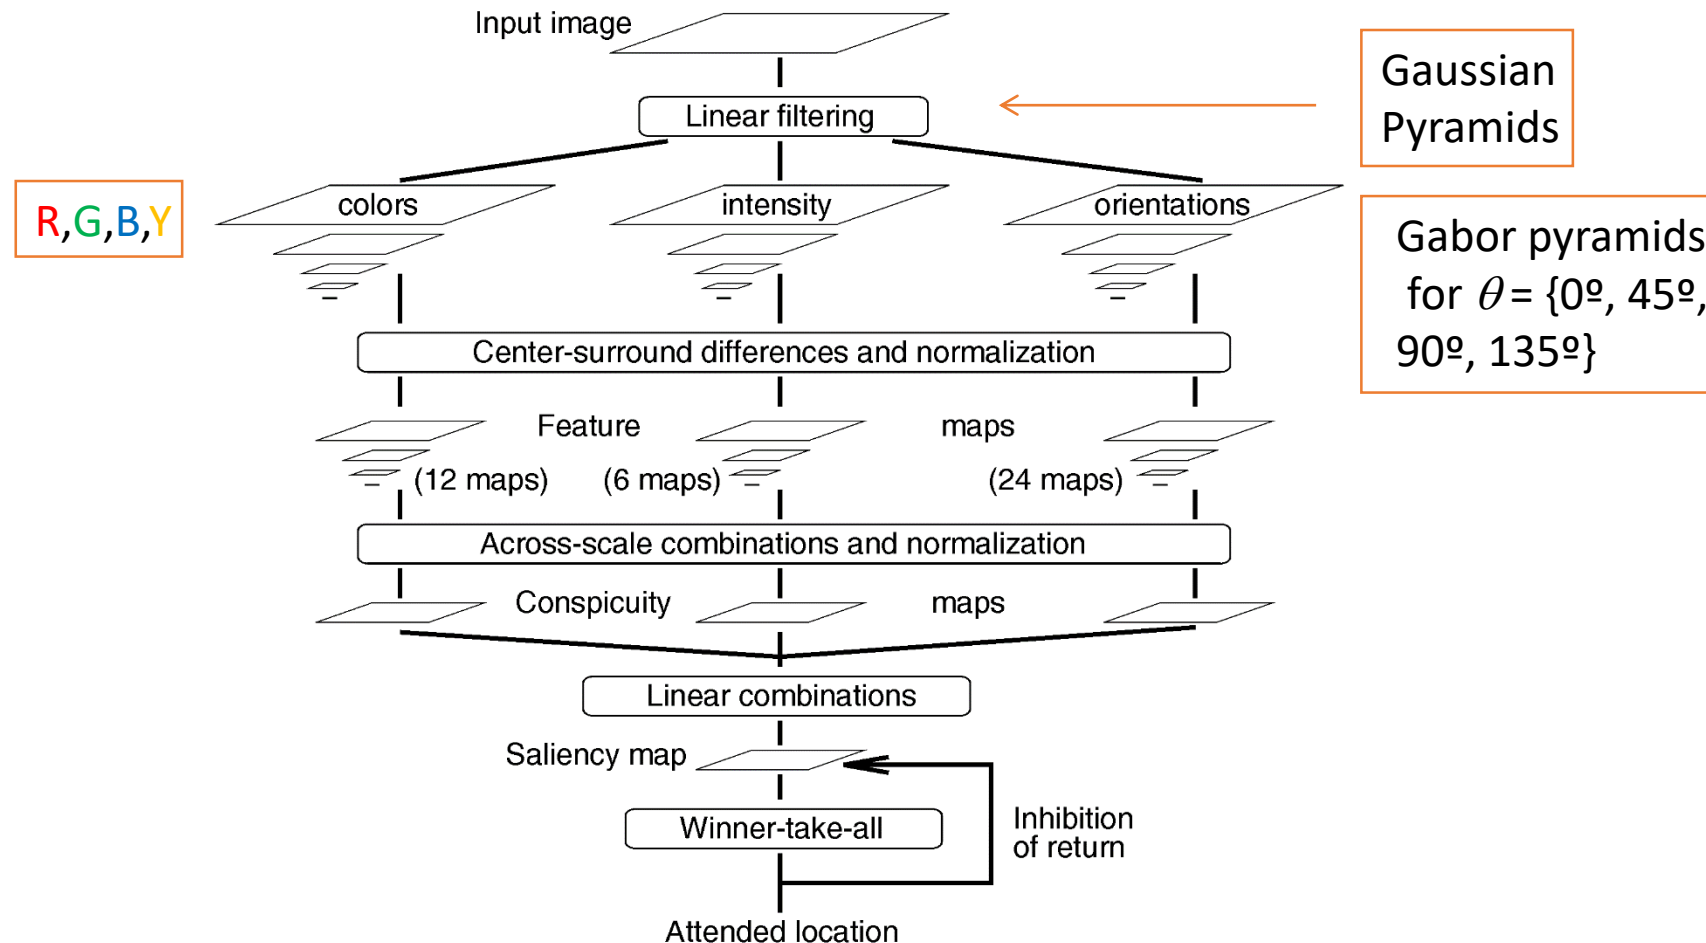 Input image
Gaussian
Pyramids
Linear filtering
R,G,B,Y
colors
intensity
orientations
Gabor pyramids
for θ = {0º, 45º,
90º, 135º}
Center-surround differences and normalization
Feature maps
(12 maps) (6 maps) (24 maps)
Across-scale combinations and normalization
Conspicuity maps
Linear combinations
Saliency map
Winner-take-all
Inhibition
of return
Attended location